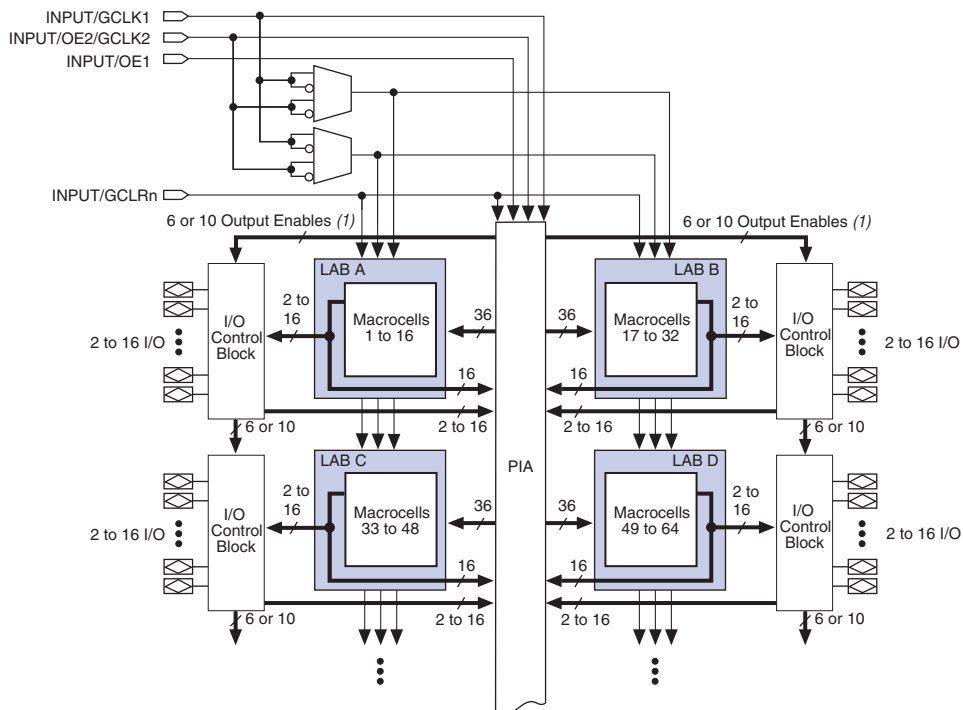 INPUT/GCLK1
INPUT/OE2/GCLK2
INPUT/OE1
INPUT/GCLRn
6 or 10 Output Enables (1)
6 or 10 Output Enables (1)
LAB A
LAB B
I/O
Control
Block
2 to
16
Macrocells
1 to 16
36
36
Macrocells
17 to 32
2 to
16
I/O
Control
Block
2 to 16 I/O
2 to 16 I/O
16
16
2 to 16
2 to 16
6 or 10
6 or 10
LAB C
PIA
LAB D
I/O
Control
Block
2 to
16
Macrocells
33 to 48
36
36
Macrocells
49 to 64
2 to
16
I/O
Control
Block
2 to 16 I/O
2 to 16 I/O
16
16
2 to 16
2 to 16
6 or 10
6 or 10